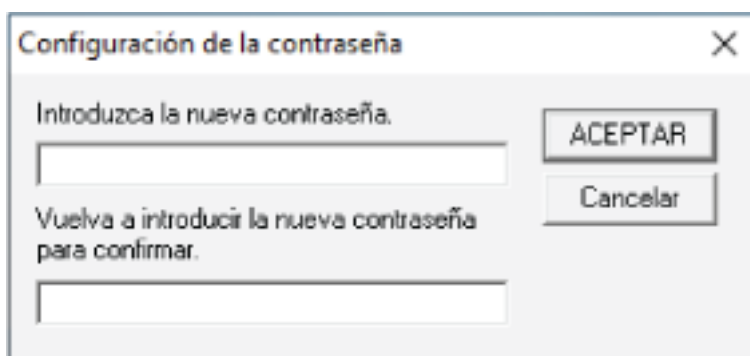 Configuración de la contraseña
Introduzca la nueva contraseña.
ACEPTAR
Cancelar
Vuelva a introducir la nueva contraseña
para confirmar.